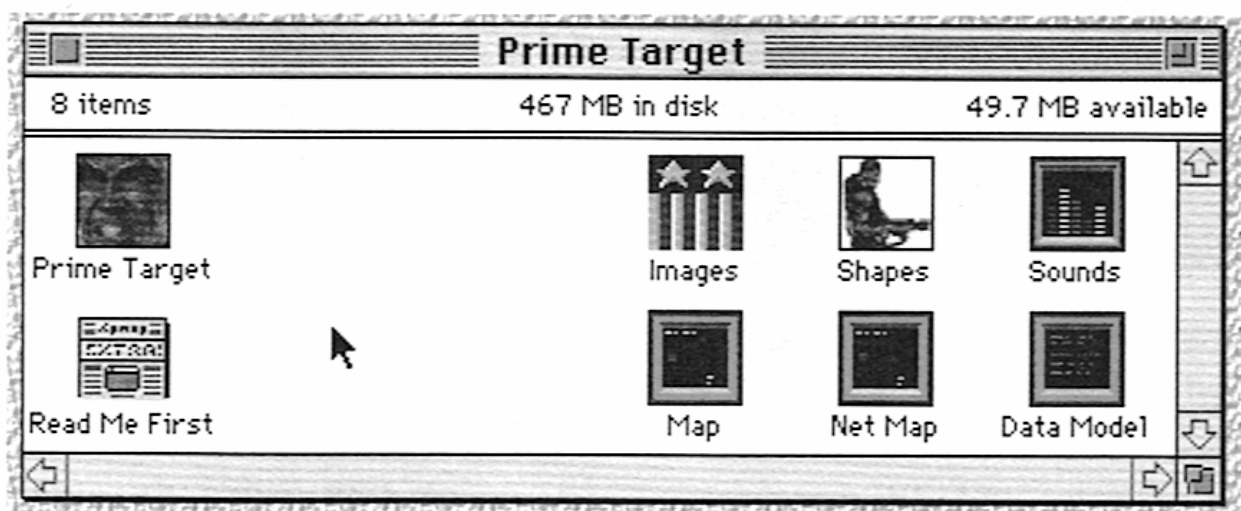 Prime Target
8 items 467 MB in disk 49.7 MB available
Prime Target Images Shapes Sounds
EXTRA!
Read Me First Map Net Map Data Model